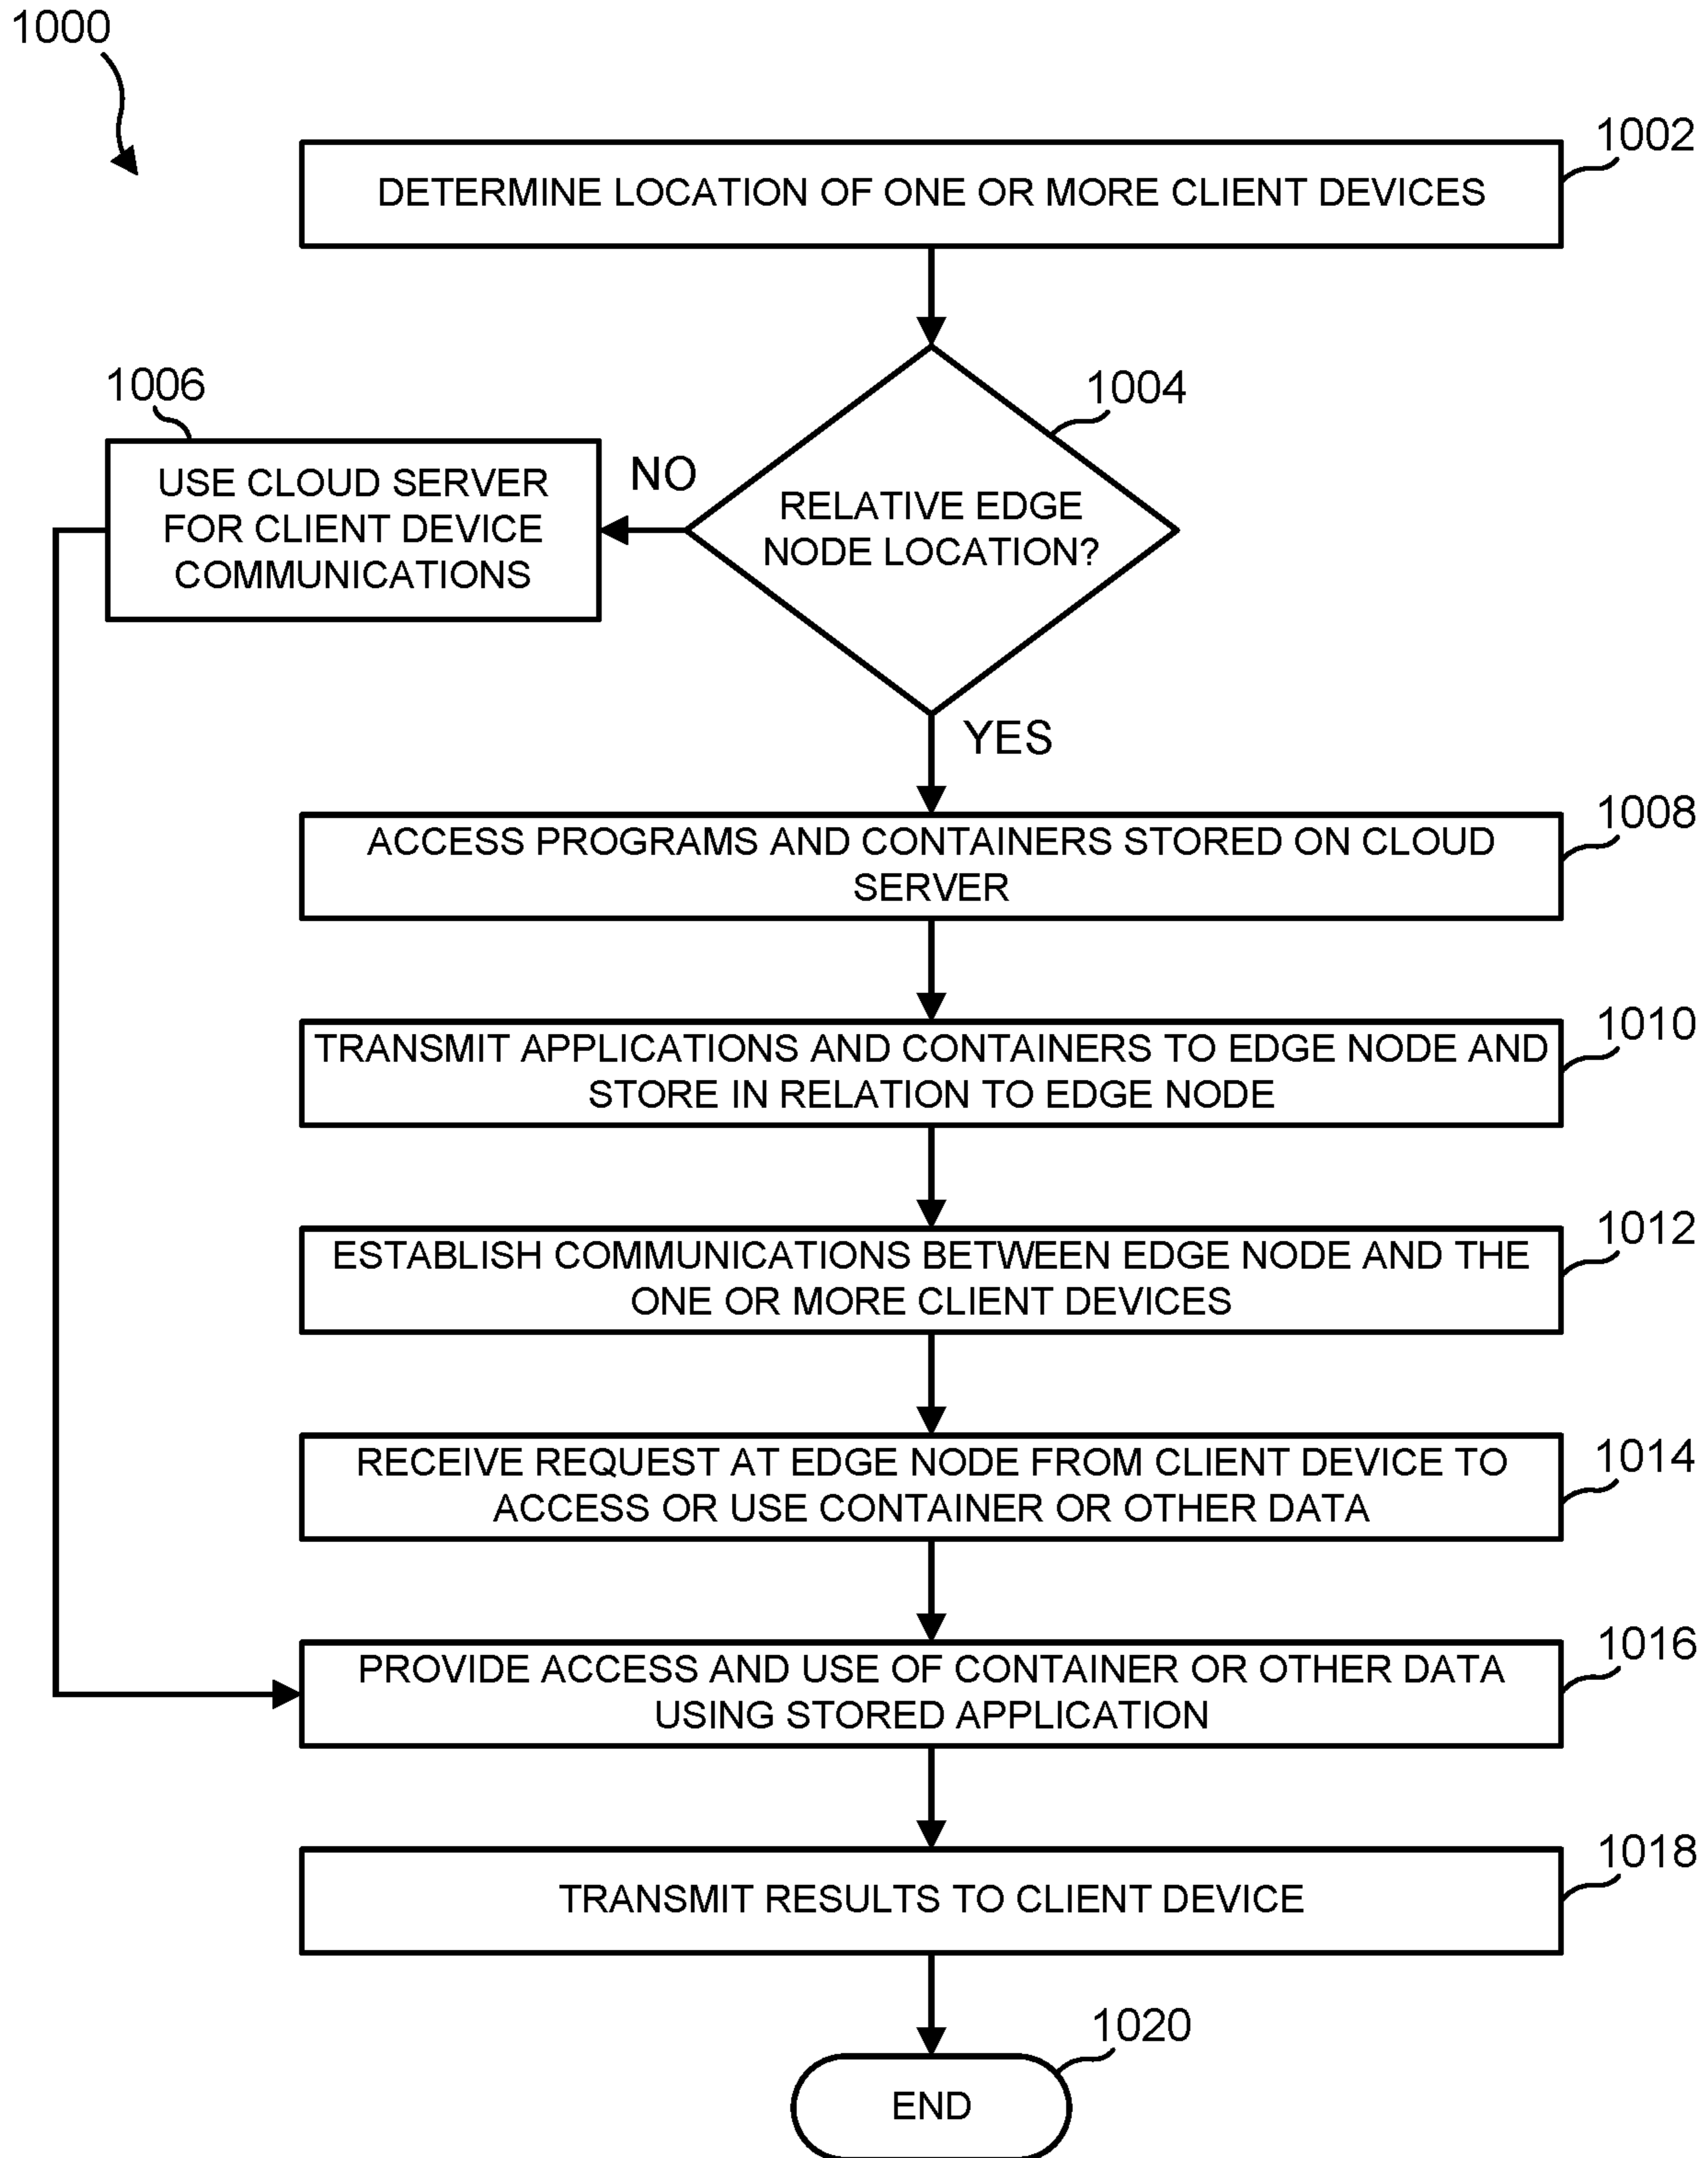 1000
1002
DETERMINE LOCATION OF ONE OR MORE CLIENT DEVICES
1004
RELATIVE EDGE
NODE LOCATION?
NO
1006
USE CLOUD SERVER
FOR CLIENT DEVICE
COMMUNICATIONS
YES
1008
ACCESS PROGRAMS AND CONTAINERS STORED ON CLOUD
SERVER
1010
TRANSMIT APPLICATIONS AND CONTAINERS TO EDGE NODE AND
STORE IN RELATION TO EDGE NODE
1012
ESTABLISH COMMUNICATIONS BETWEEN EDGE NODE AND THE
ONE OR MORE CLIENT DEVICES
1014
RECEIVE REQUEST AT EDGE NODE FROM CLIENT DEVICE TO
ACCESS OR USE CONTAINER OR OTHER DATA
1016
PROVIDE ACCESS AND USE OF CONTAINER OR OTHER DATA
USING STORED APPLICATION
1018
TRANSMIT RESULTS TO CLIENT DEVICE
1020
END